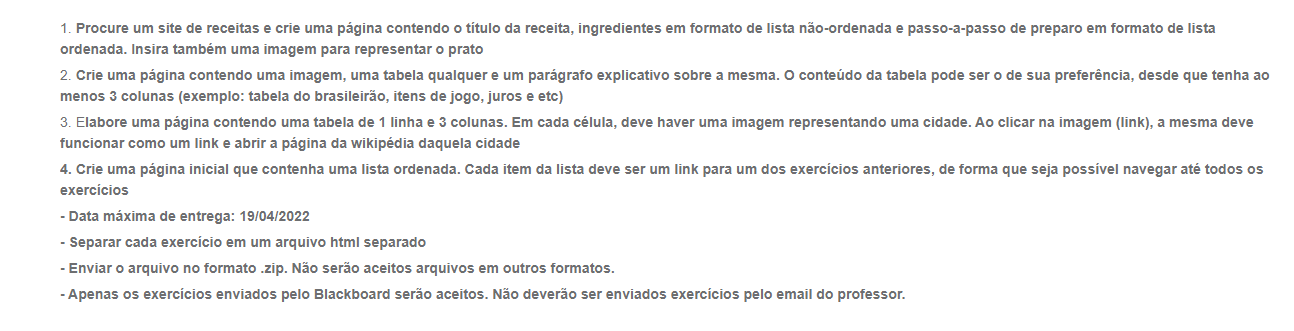 1. Procure um site de receitas e crie uma página contendo o título da receita, ingredientes em formato de lista não-ordenada e passo-a-passo de preparo em formato de lista
ordenada. Insira também uma imagem para representar o prato
2. Crie uma página contendo uma imagem, uma tabela qualquer e um parágrafo explicativo sobre a mesma. O conteúdo da tabela pode ser o de sua preferência, desde que tenha ao
menos 3 colunas (exemplo: tabela do brasileirão, itens de jogo, juros e etc)
3. Elabore uma página contendo uma tabela de 1 linha e 3 colunas. Em cada célula, deve haver uma imagem representando uma cidade. Ao clicar na imagem (link), a mesma deve
funcionar como um link e abrir a página da wikipédia daquela cidade
4. Crie uma página inicial que contenha uma lista ordenada. Cada item da lista deve ser um link para um dos exercícios anteriores, de forma que seja possível navegar até todos os
exercícios
- Data máxima de entrega: 19/04/2022
- Separar cada exercício em um arquivo html separado
- Enviar o arquivo no formato .zip. Não serão aceitos arquivos em outros formatos.
- Apenas os exercícios enviados pelo Blackboard serão aceitos. Não deverão ser enviados exercícios pelo email do professor.